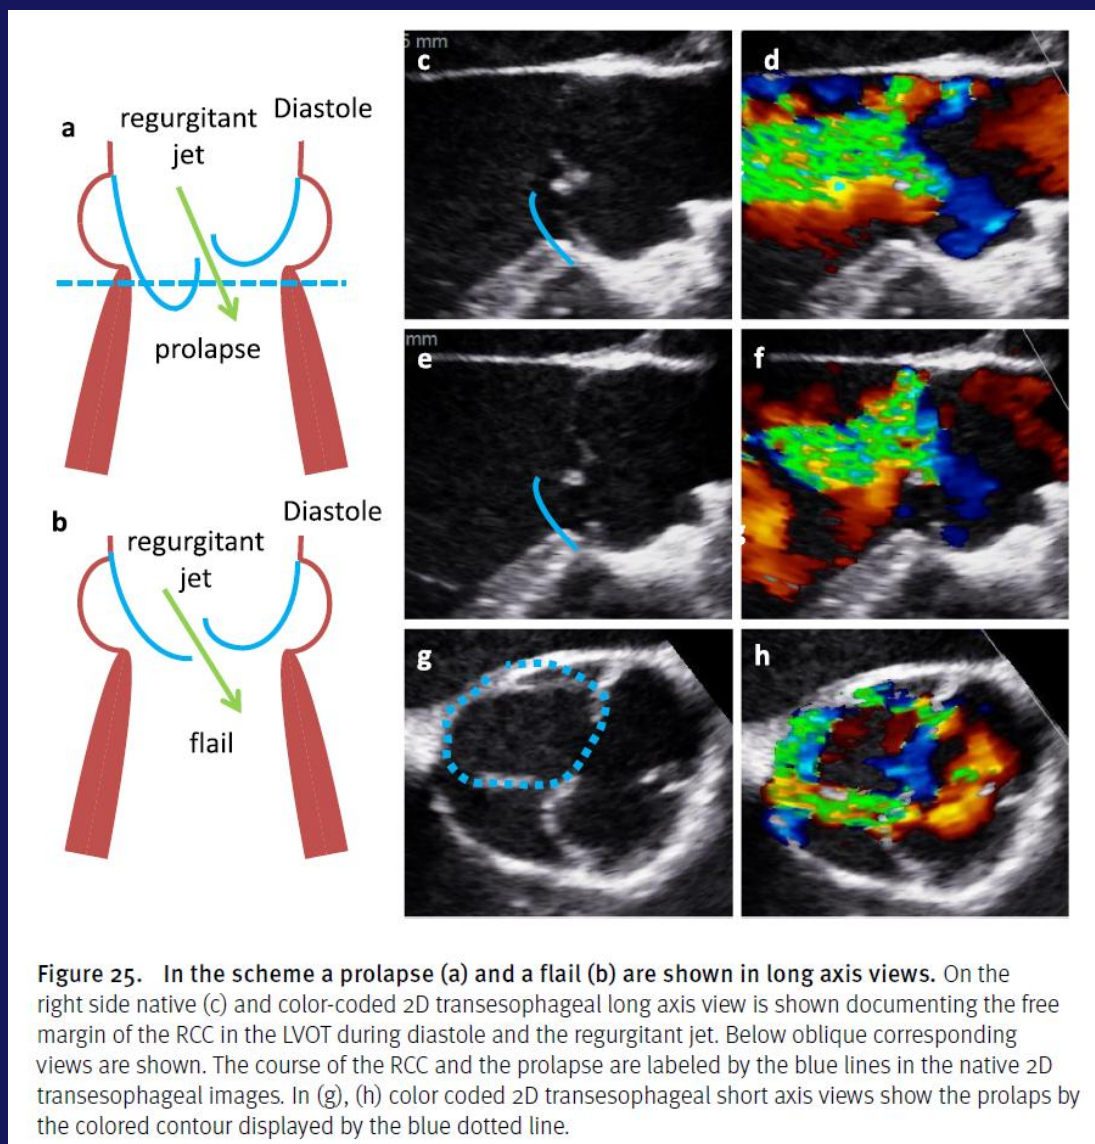 5 mm
c
d
a
regurgitant
jet
Diastole
prolapse
mm
e
f
b
Diastole
regurgitant
jet
flail
g
h
Figure 25. In the scheme a prolapse (a) and a flail (b) are shown in long axis views. On the
right side native (c) and color-coded 2D transesophageal long axis view is shown documenting the free
margin of the RCC in the LVOT during diastole and the regurgitant jet. Below oblique corresponding
views are shown. The course of the RCC and the prolapse are labeled by the blue lines in the native 2D
transesophageal images. In (g), (h) color coded 2D transesophageal short axis views show the prolaps by
the colored contour displayed by the blue dotted line.